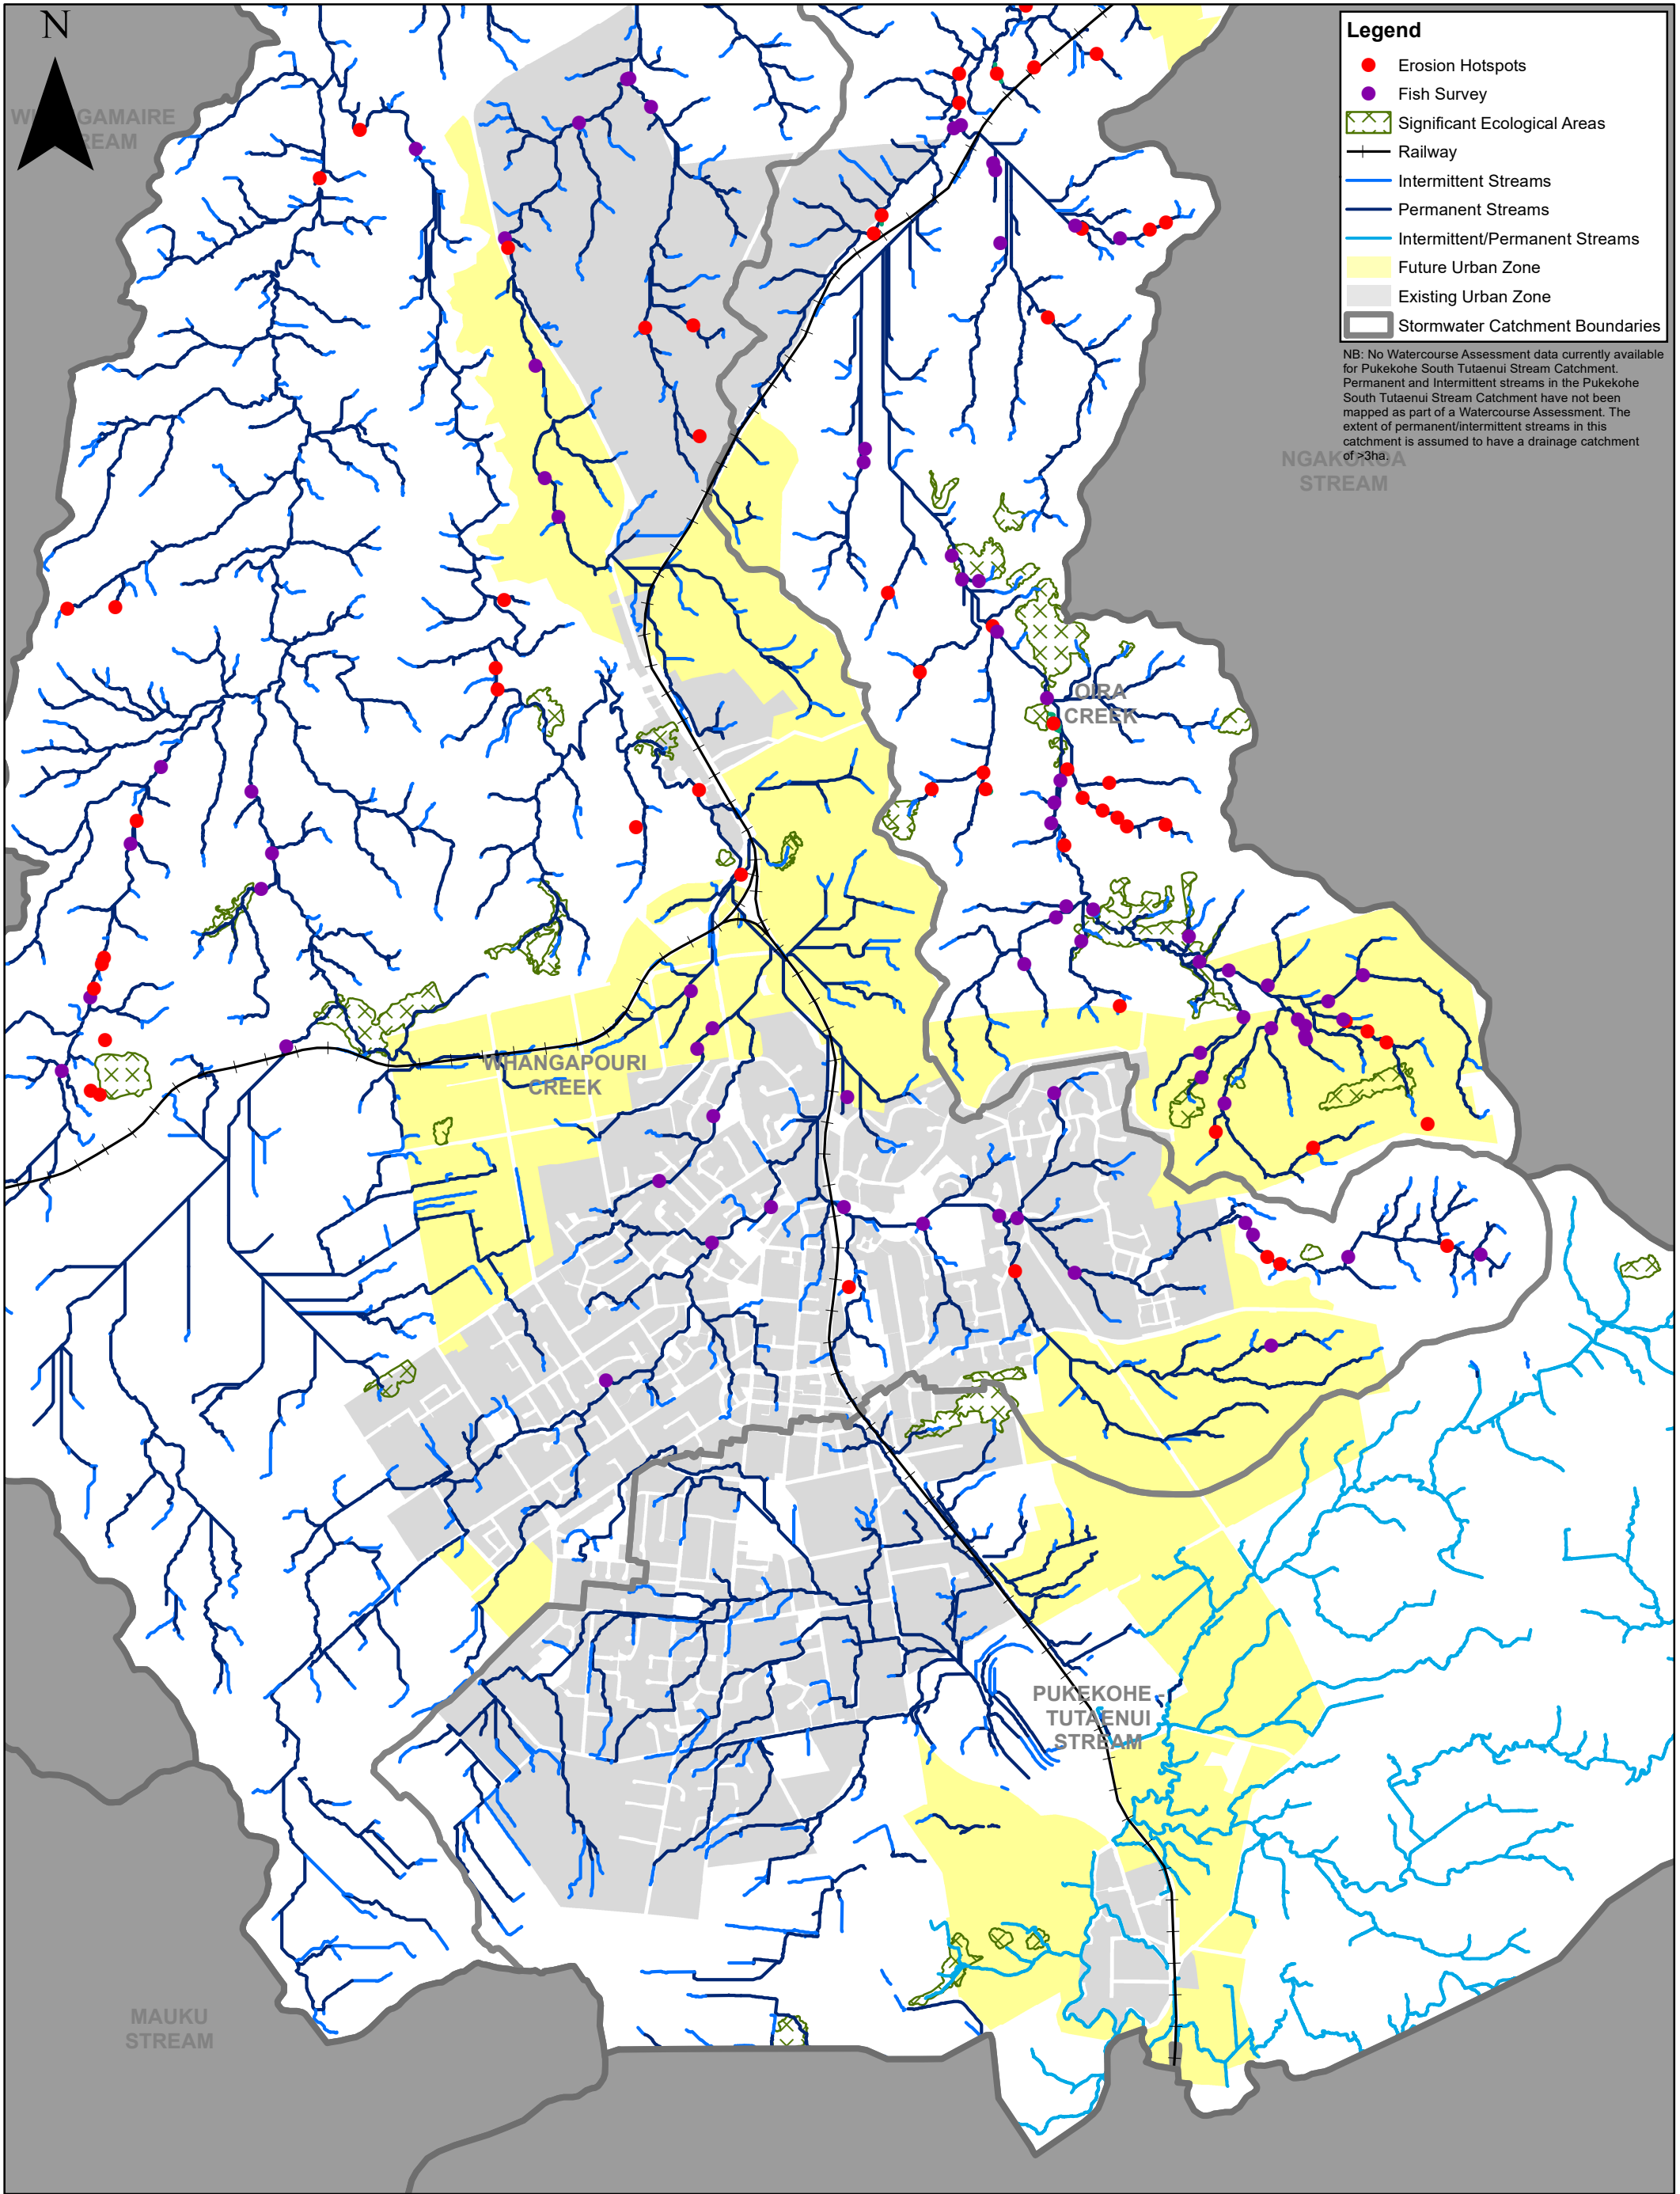 N
STREAM
Legend
Erosion Hotspots
Fish Survey
Significant Ecological Areas
Railway
Intermittent Streams
Permanent Streams
Intermittent/Permanent Streams
Future Urban Zone
Existing Urban Zone
Stormwater Catchment Boundaries
NB: No Watercourse Assessment data currently available
for Pukekohe South Tutaenui Stream Catchment.
Permanent and Intermittent streams in the Pukekohe
South Tutaenui Stream Catchment have not been
mapped as part of a Watercourse Assessment. The
extent of permanent/intermittent streams in this
catchment is assumed to have a drainage catchment
of >3ha.
NGAKOROA
STREAM
OIRA
CREEK
WHANGAPOURI
CREEK
PUKEKOHE -
TUTAENUI
STREAM
MAUKU
STREAM